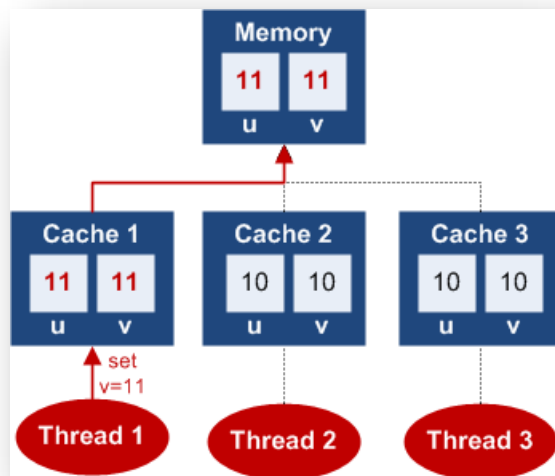 Memory
11 11
u v
Cache 1 Cache 2 Cache 3
11 11 10 10 10 10
u v u v u v
set
v=11
Thread 1 Thread 2 Thread 3